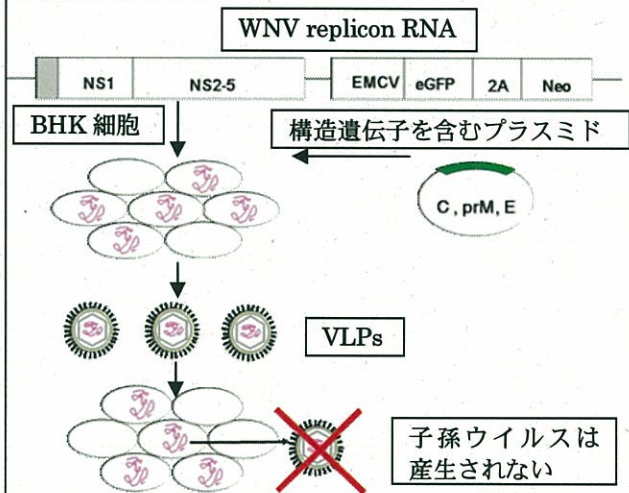 WNV replicon RNA
NS1 NS2-5 EMCV eGFP 2A Neo
BHK 細胞
構造遺伝子を含むプラスミド
C , prM, E
VLPs
子孫ウイルスは
産生されない